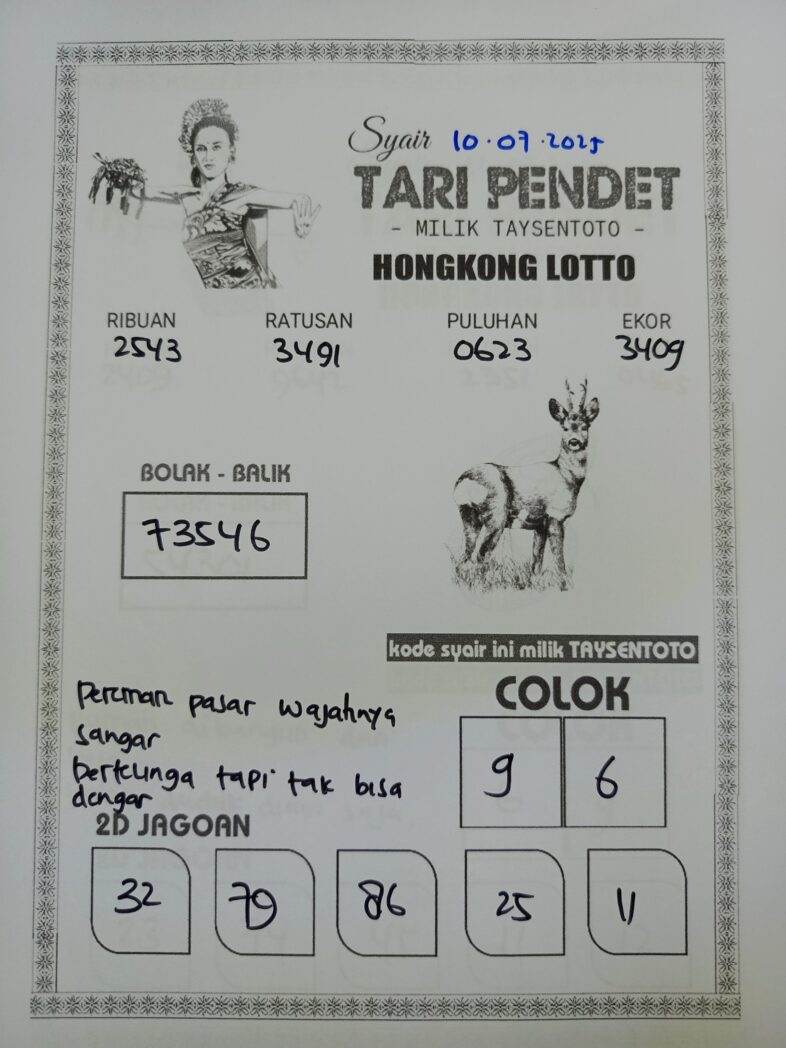 Syair 10.07.2025
TARI PENDET
- MILIK TAYSENTOTO -
HONGKONG LOTTO
RIBUAN RATUSAN PULUHAN EKOR
2543 3491 0623 3409
BOLAK - BALIK
73546
kode syair ini milik TAYSENTOTO
COLOK
9 6
preman pasar wajahnya
sangar
bertelinga tapi tak bisa
dengar
2D JAGOAN
32 79 86 25 11